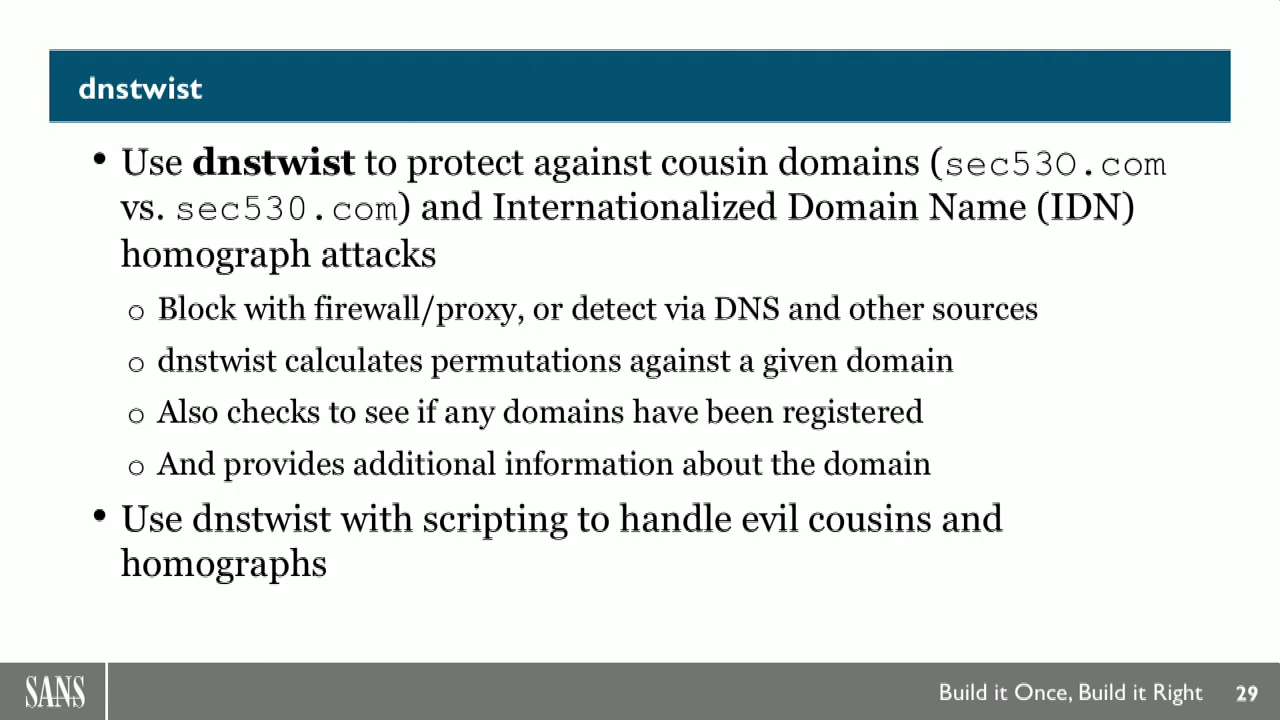 dnstwist
• Use dnstwist to protect against cousin domains (sec53O.com
vs. sec530.com) and Internationalized Domain Name (IDN)
homograph attacks
o Block with firewall/proxy, or detect via DNS and other sources
o dnstwist calculates permutations against a given domain
o Also checks to see if any domains have been registered
o And provides additional information about the domain
• Use dnstwist with scripting to handle evil cousins and
homographs
SANS
Build it Once, Build it Right 29